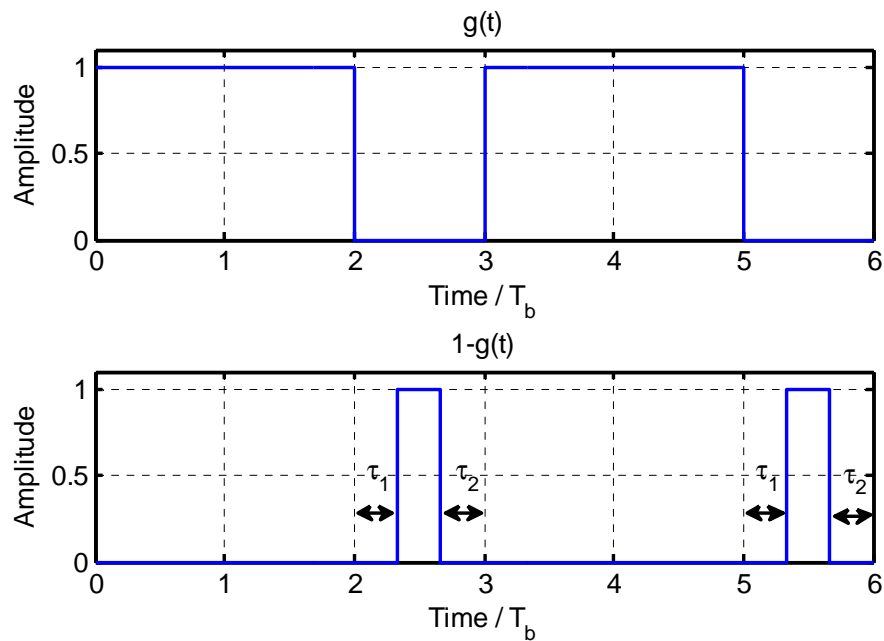 g(t)
Amplitude
1
0.5
0
0 1 2 3 4 5 6
Time / T_b
1-g(t)
Amplitude
1
0.5
0
τ_1 τ_2 τ_1 τ_2
0 1 2 3 4 5 6
Time / T_b